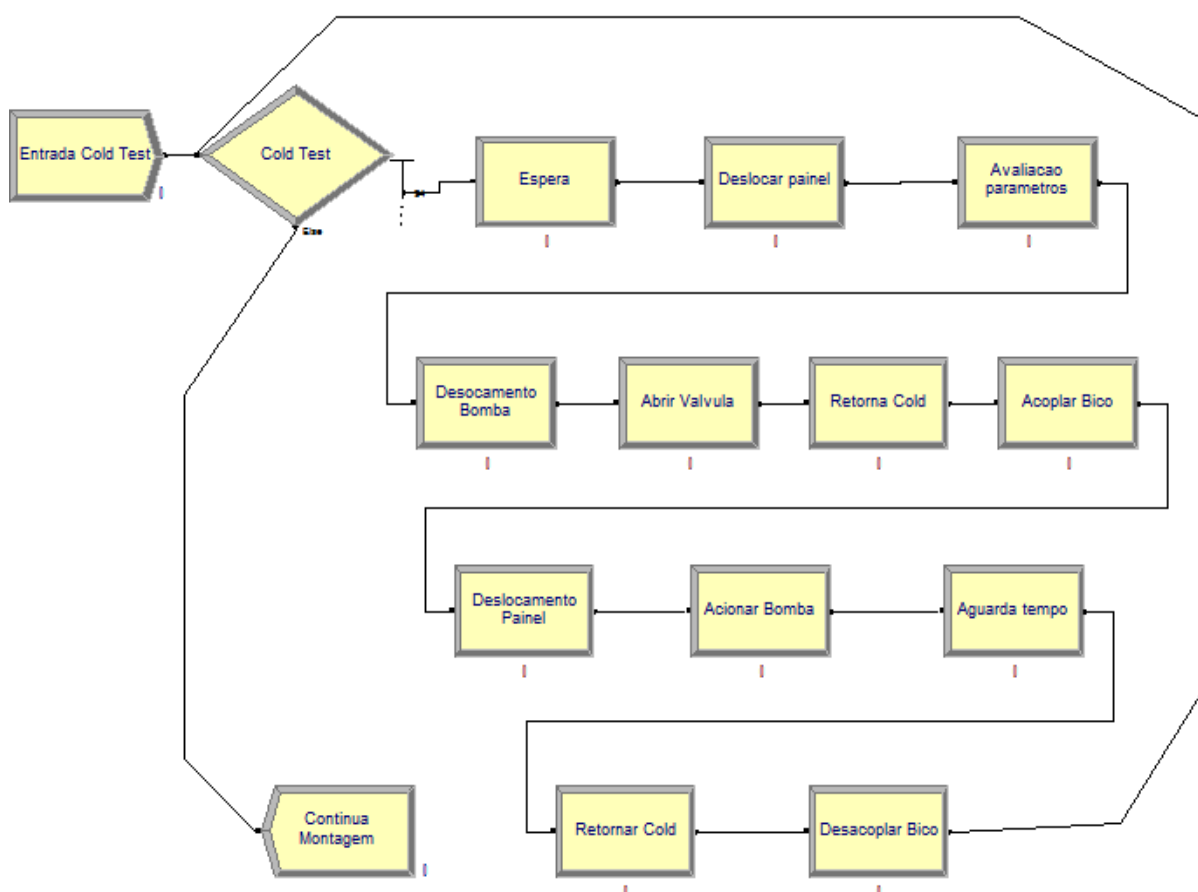 Entrada Cold Test
Cold Test
Else
Espera
Deslocar painel
Avaliacao
parametros
Desocamento
Bomba
Abrir Valvula
Retorna Cold
Acoplar Bico
Deslocamento
Painel
Acionar Bomba
Aguarda tempo
Continua
Montagem
Retornar Cold
Desacoplar Bico